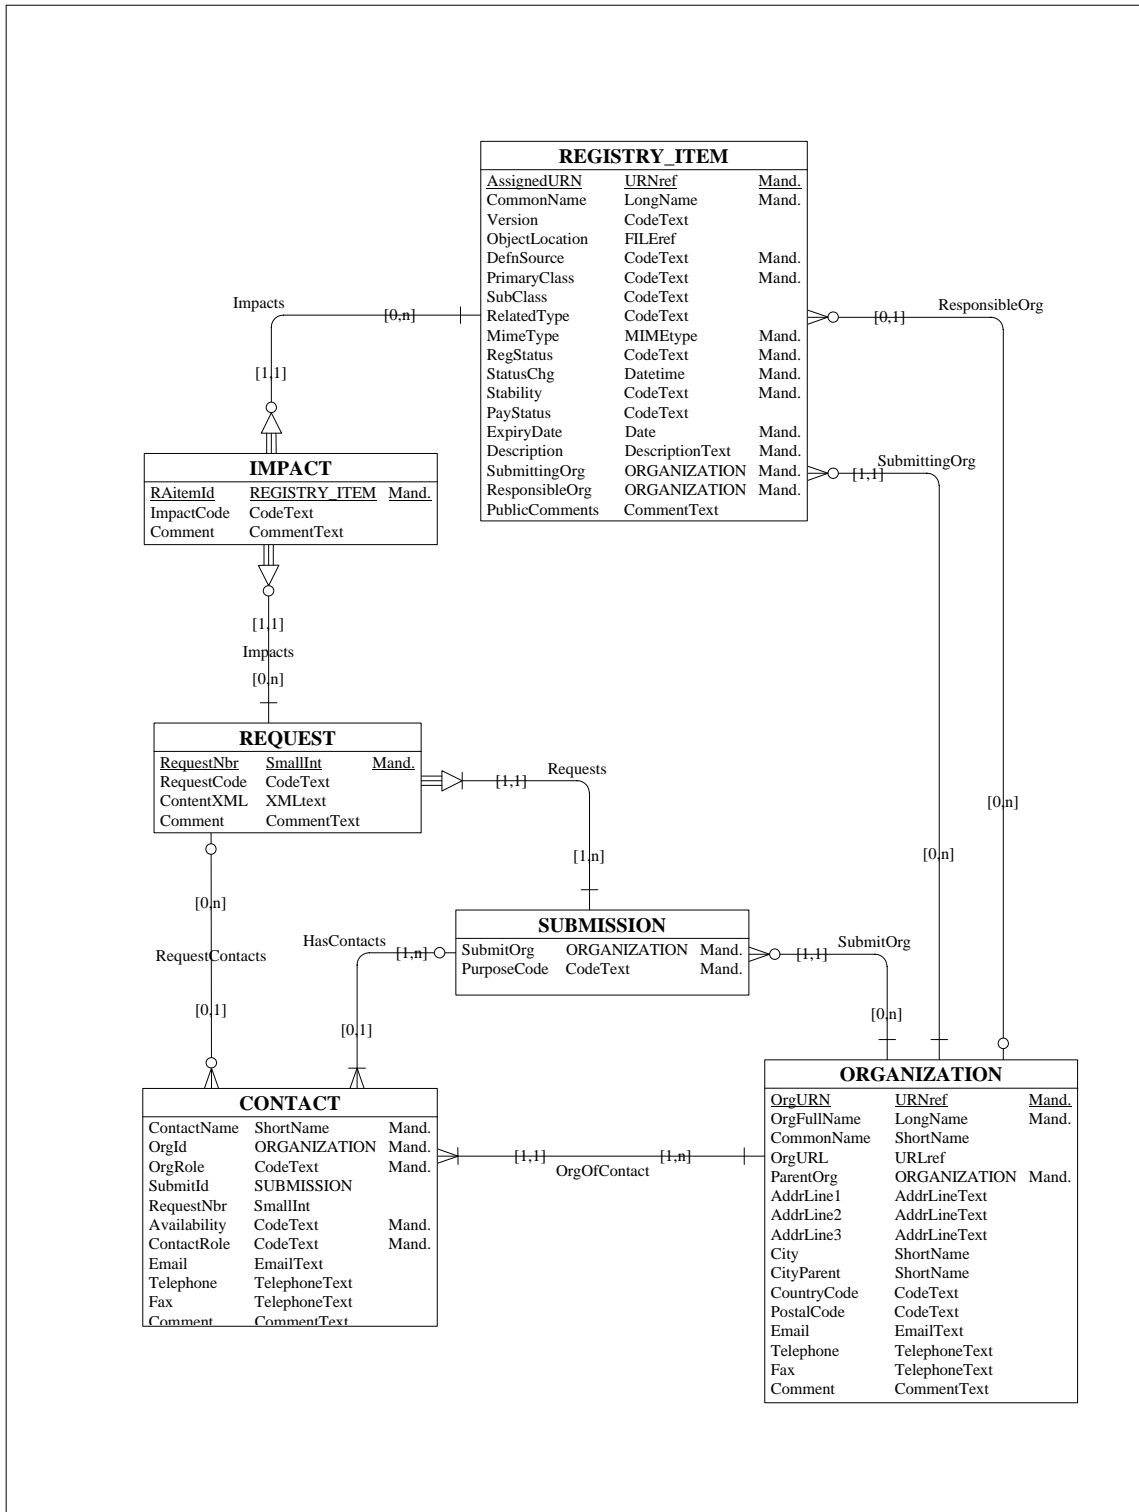 REGISTRY_ITEM
AssignedURN URNref Mand.
CommonName LongName Mand.
Version CodeText
ObjectLocation FILEref
DefnSource CodeText Mand.
PrimaryClass CodeText Mand.
SubClass CodeText
RelatedType CodeText
MimeType MIMEtype Mand.
RegStatus CodeText Mand.
StatusChg Datetime Mand.
Stability CodeText Mand.
PayStatus CodeText
ExpiryDate Date Mand.
Description DescriptionText Mand.
SubmittingOrg ORGANIZATION Mand.
ResponsibleOrg ORGANIZATION Mand.
PublicComments CommentText
Impacts
[0,n]
[1,1]
ResponsibleOrg
[0,1]
SubmittingOrg
[1,1]
IMPACT
RAitemId REGISTRY_ITEM Mand.
ImpactCode CodeText
Comment CommentText
[1,1]
Impacts
[0,n]
REQUEST
RequestNbr SmallInt Mand.
RequestCode CodeText
ContentXML XMLtext
Comment CommentText
Requests
[1,1]
[1,n]
[0,n]
[0,n]
[0,n]
RequestContacts
[0,1]
HasContacts
[1,n]
[0,1]
SUBMISSION
SubmitOrg ORGANIZATION Mand.
PurposeCode CodeText Mand.
SubmitOrg
[1,1]
[0,n]
CONTACT
ContactName ShortName Mand.
OrgId ORGANIZATION Mand.
OrgRole CodeText Mand.
SubmitId SUBMISSION
RequestNbr SmallInt
Availability CodeText Mand.
ContactRole CodeText Mand.
Email EmailText
Telephone TelephoneText
Fax TelephoneText
Comment CommentText
[1,1]
[1,n]
OrgOfContact
ORGANIZATION
OrgURN URNref Mand.
OrgFullName LongName Mand.
CommonName ShortName
OrgURL URLref
ParentOrg ORGANIZATION Mand.
AddrLine1 AddrLineText
AddrLine2 AddrLineText
AddrLine3 AddrLineText
City ShortName
CityParent ShortName
CountryCode CodeText
PostalCode CodeText
Email EmailText
Telephone TelephoneText
Fax TelephoneText
Comment CommentText